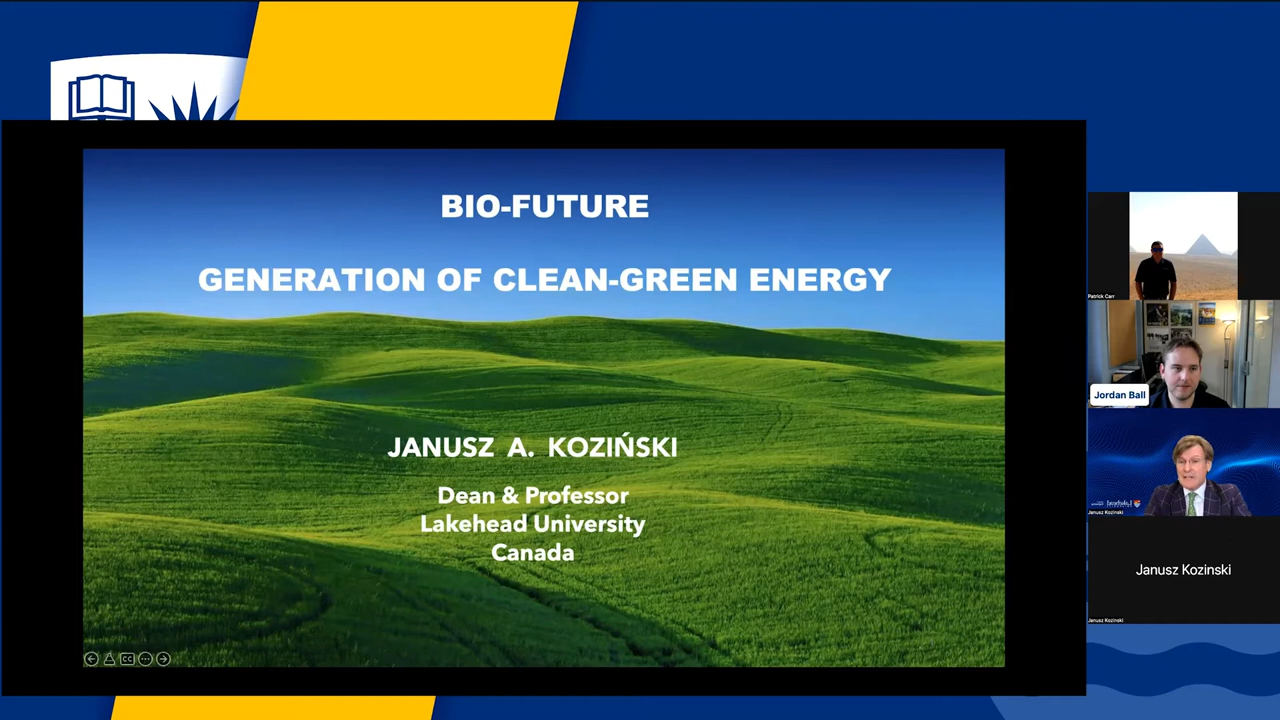 BIO-FUTURE
GENERATION OF CLEAN-GREEN ENERGY
JANUSZ A. KOZIŃSKI
Dean & Professor
Lakehead University
Canada
Patrick Carr
Jordan Ball
Janusz Kozinski
Janusz Kozinski
Janusz Kozinski